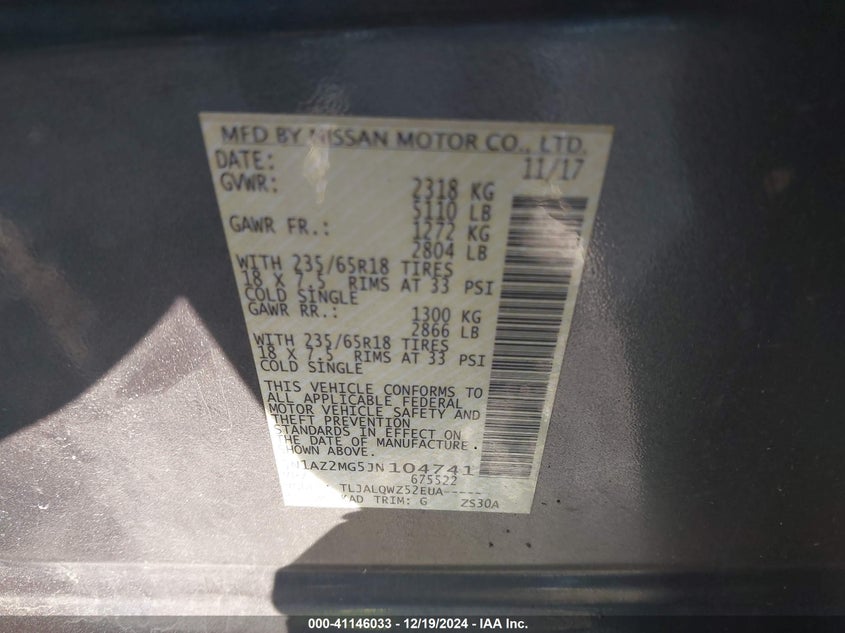 MFD BY NISSAN MOTOR CO., LTD.
DATE: 11/17
GVWR: 2318 KG
5110 LB
GAWR FR.: 1272 KG
2804 LB
WITH 235/65R18 TIRES
18 X 7.5 RIMS AT 33 PSI
COLD SINGLE
GAWR RR.: 1300 KG
2866 LB
WITH 235/65R18 TIRES
18 X 7.5 RIMS AT 33 PSI
COLD SINGLE
THIS VEHICLE CONFORMS TO
ALL APPLICABLE FEDERAL
MOTOR VEHICLE SAFETY AND
THEFT PREVENTION
STANDARDS IN EFFECT ON
THE DATE OF MANUFACTURE.
SHOWN ABOVE.
N1AZ2MG5JN104741
675522
TLJALQWZ52EUA-----
KAD TRIM: G ZS30A
000-41146033 - 12/19/2024 - IAA Inc.